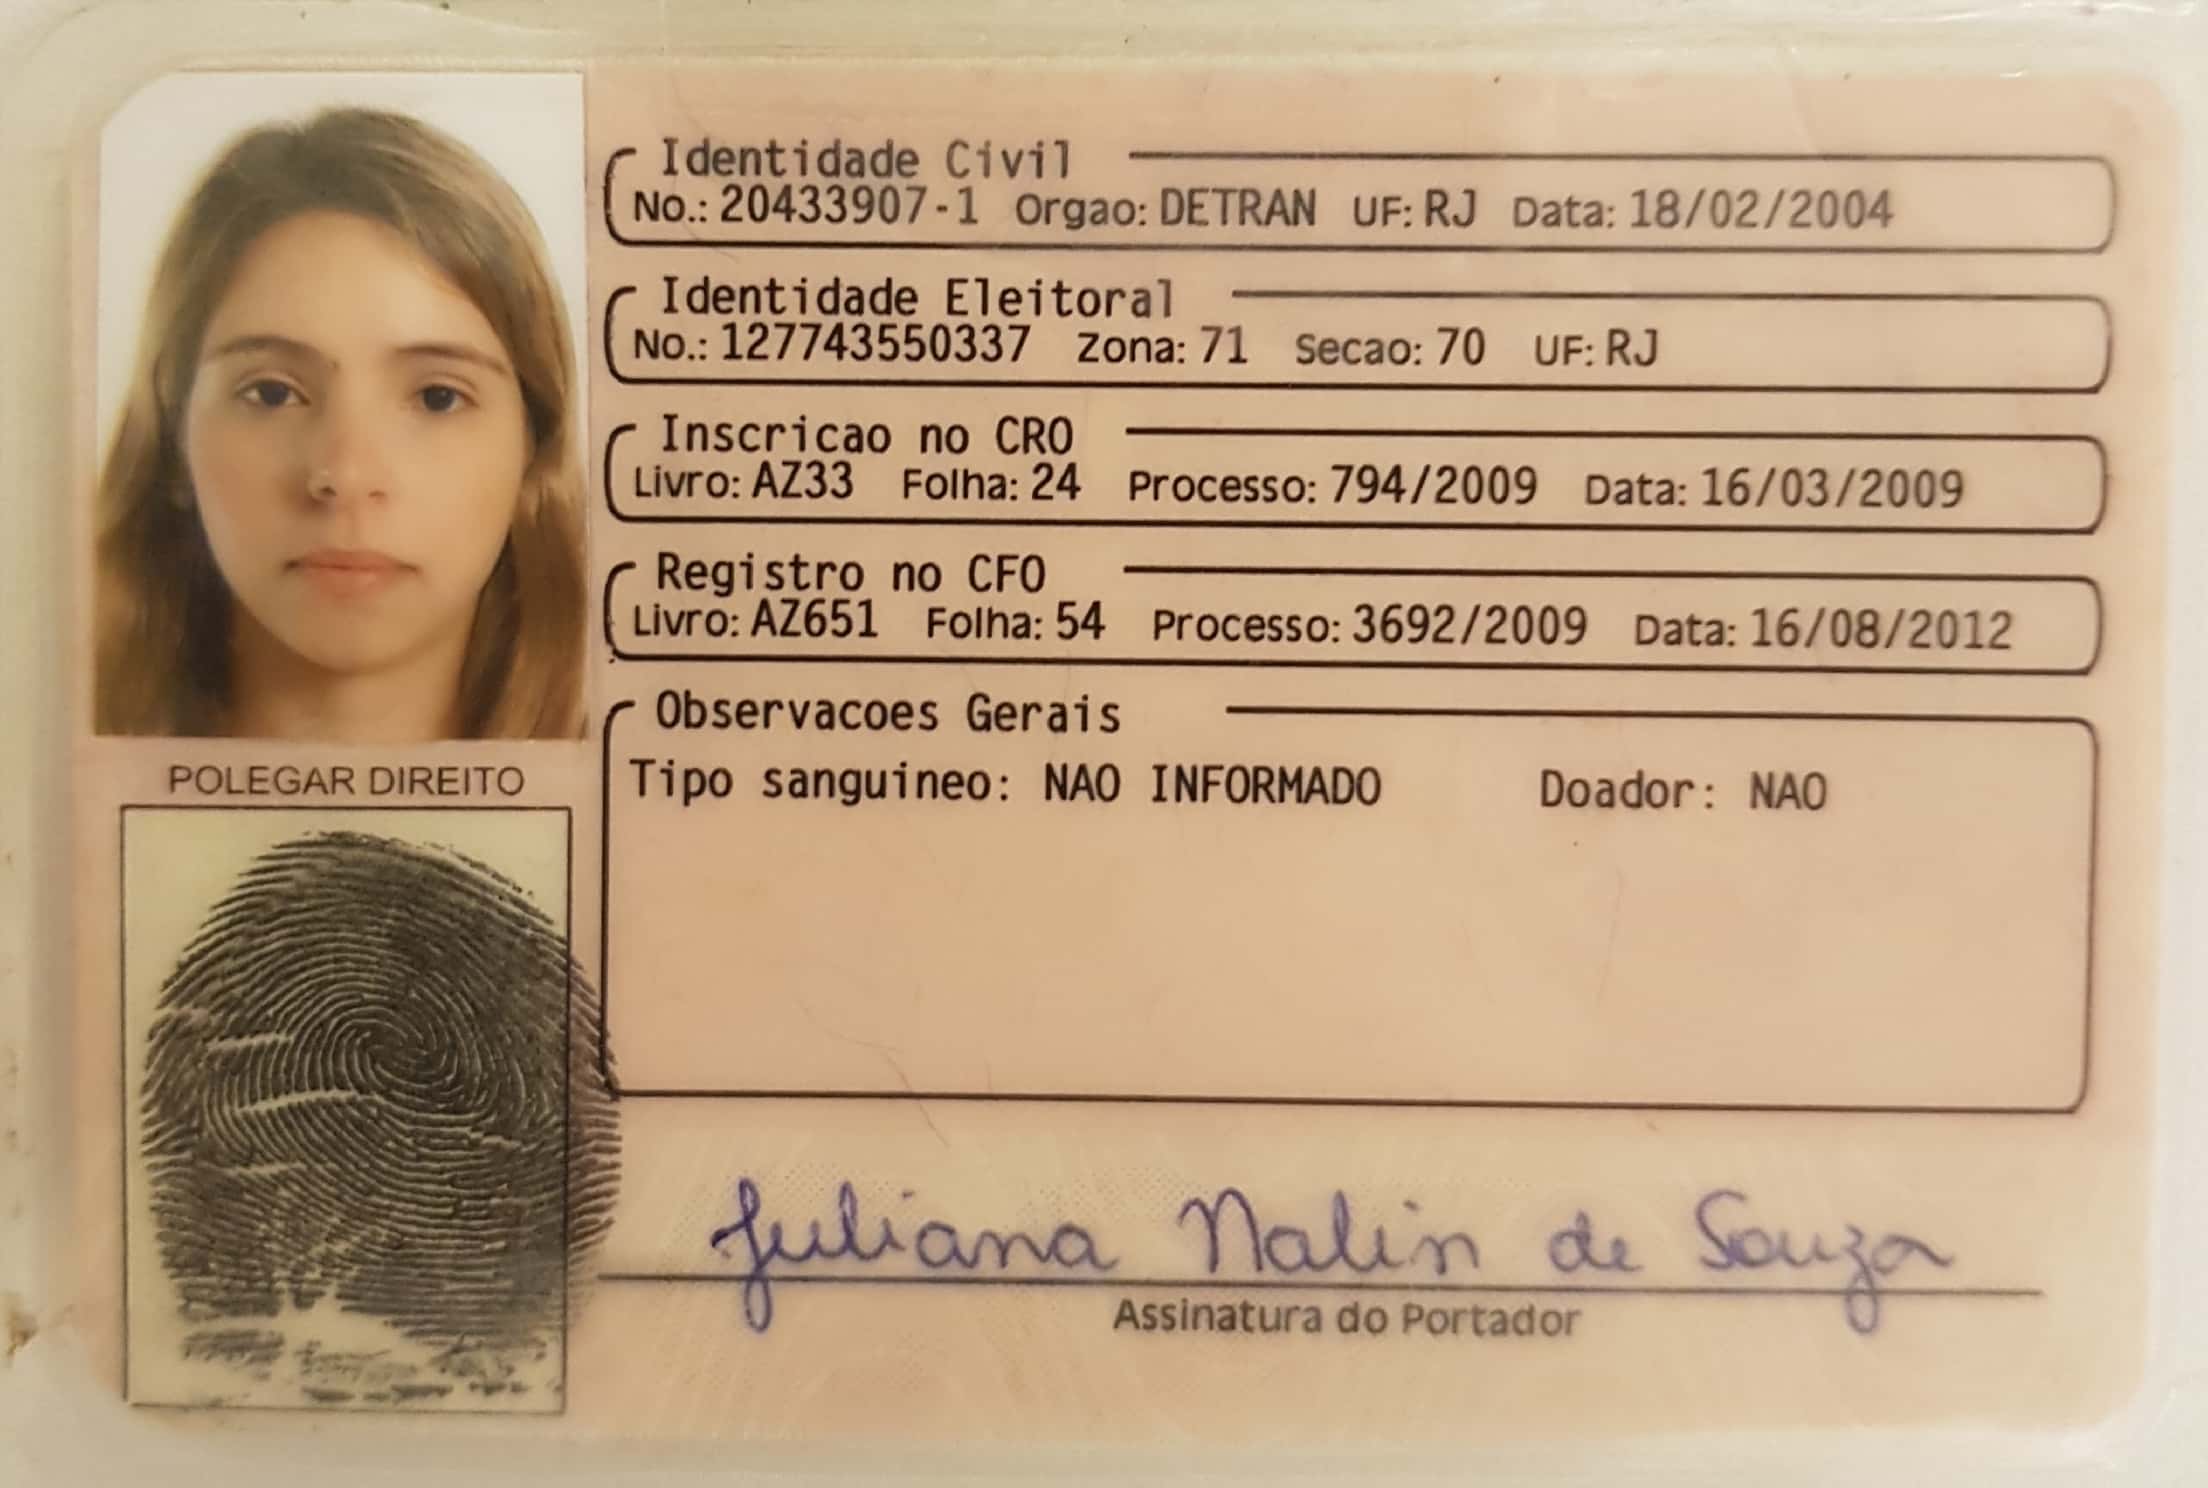 Identidade Civil
No.: 20433907-1 Orgao: DETRAN UF: RJ Data: 18/02/2004
Identidade Eleitoral
No.: 127743550337 Zona: 71 Secao: 70 UF: RJ
Inscricao no CRO
Livro: AZ33 Folha: 24 Processo: 794/2009 Data: 16/03/2009
Registro no CFO
Livro: AZ651 Folha: 54 Processo: 3692/2009 Data: 16/08/2012
Observacoes Gerais
Tipo sanguineo: NAO INFORMADO Doador: NAO
POLEGAR DIREITO
Juliana Nalin de Souza
Assinatura do Portador